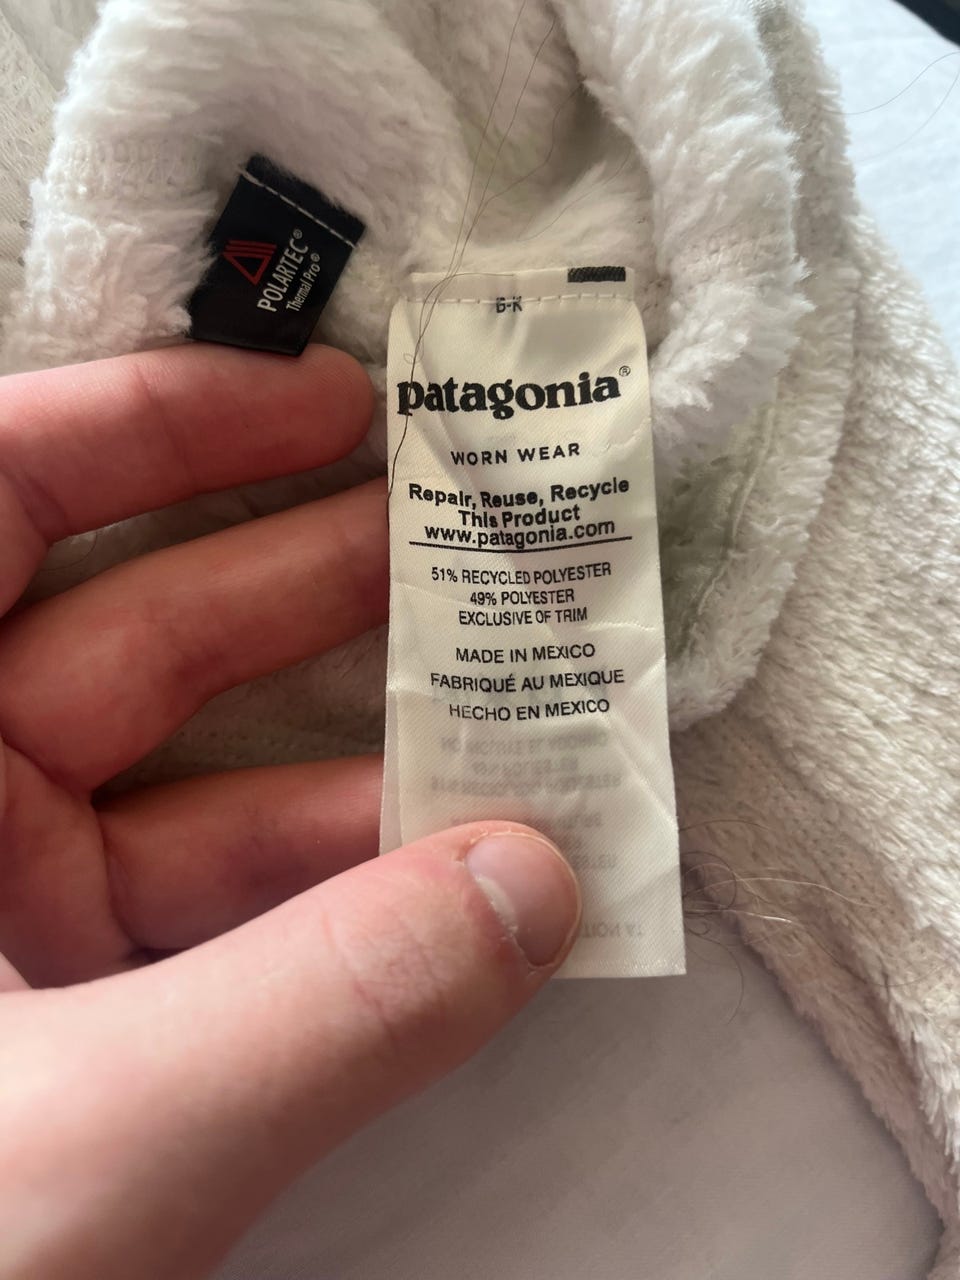 POLARTEC®
Thermal Pro®
6-K
patagonia®
WORN WEAR
Repair, Reuse, Recycle
This Product
www.patagonia.com
51% RECYCLED POLYESTER
49% POLYESTER
EXCLUSIVE OF TRIM
MADE IN MEXICO
FABRIQUÉ AU MEXIQUE
HECHO EN MEXICO